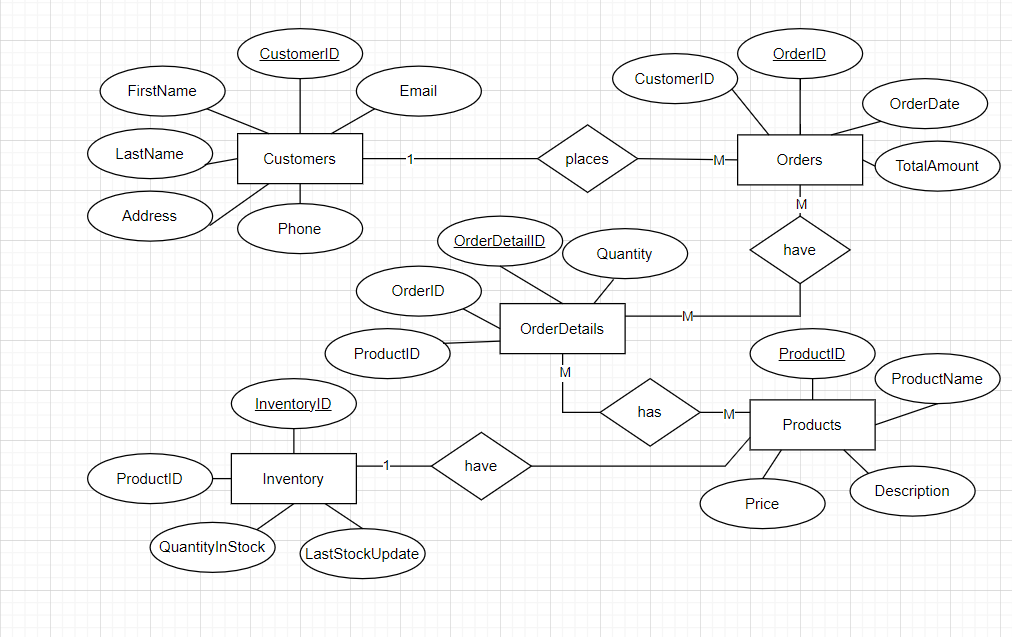 CustomerID
OrderID
CustomerID
FirstName
Email
OrderDate
LastName
Customers
1
places
M
Orders
TotalAmount
Address
Phone
M
OrderDetailID
Quantity
have
OrderID
M
OrderDetails
ProductID
ProductID
M
ProductName
InventoryID
has
M
Products
1
have
ProductID
Inventory
Description
Price
QuantityInStock
LastStockUpdate